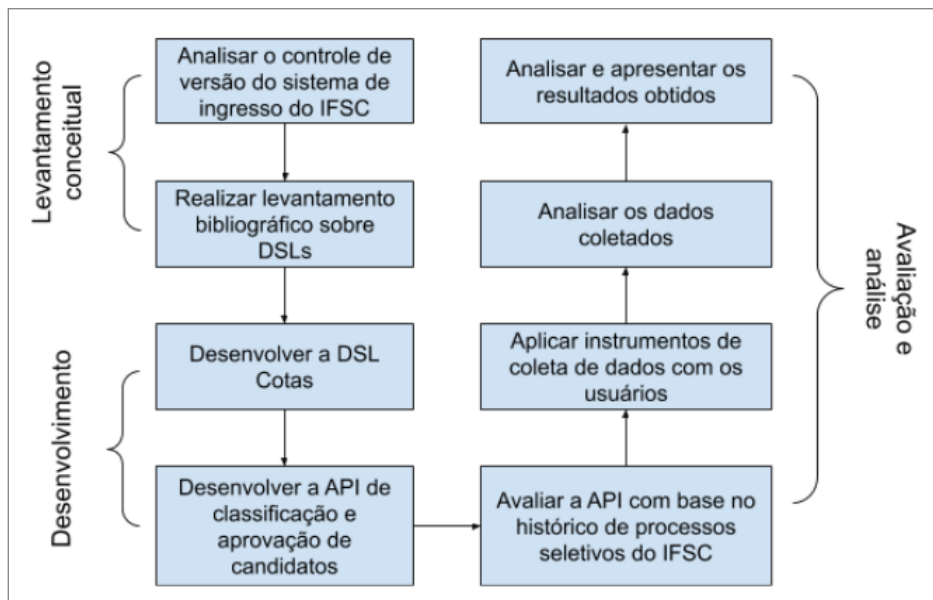 Levantamento
conceitual
Analisar o controle de
versão do sistema de
ingresso do IFSC
Realizar levantamento
bibliográfico sobre
DSLs
Desenvolvimento
Desenvolver a DSL
Cotas
Desenvolver a API de
classificação e
aprovação de
candidatos
Avaliar a API com base no
histórico de processos
seletivos do IFSC
Aplicar instrumentos de
coleta de dados com os
usuários
Analisar os dados
coletados
Analisar e apresentar os
resultados obtidos
Avaliação e
análise